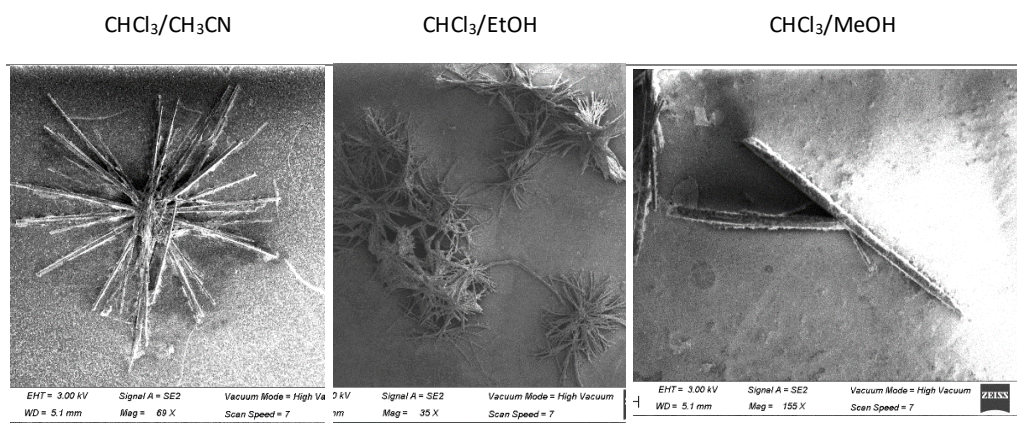 CHCl₃/CH₃CN
CHCl₃/EtOH
CHCl₃/MeOH
EHT = 3.00 kV Signal A = SE2 Vacuum Mode = High Va
WD = 5.1 mm Mag = 69 X Scan Speed = 7
0 kV Signal A = SE2 Vacuum Mode = High Vacuum
mm Mag = 35 X Scan Speed = 7
EHT = 3.00 kV Signal A = SE2 Vacuum Mode = High Vacuum
WD = 5.1 mm Mag = 155 X Scan Speed = 7
ZEISS